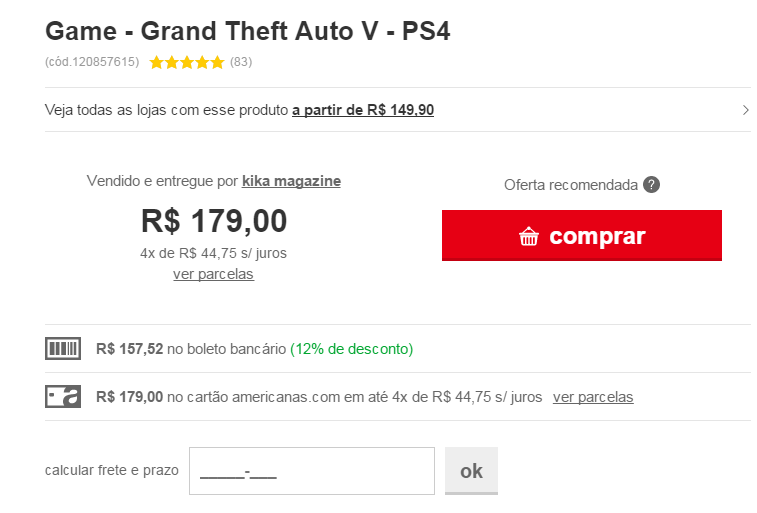 Game - Grand Theft Auto V - PS4
(cód.120857615) (83)
Veja todas as lojas com esse produto a partir de R$ 149,90
Vendido e entregue por kika magazine
R$ 179,00
4x de R$ 44,75 s/ juros
ver parcelas
Oferta recomendada ?
comprar
R$ 157,52 no boleto bancário (12% de desconto)
a R$ 179,00 no cartão americanas.com em até 4x de R$ 44,75 s/ juros ver parcelas
calcular frete e prazo _____-___ ok